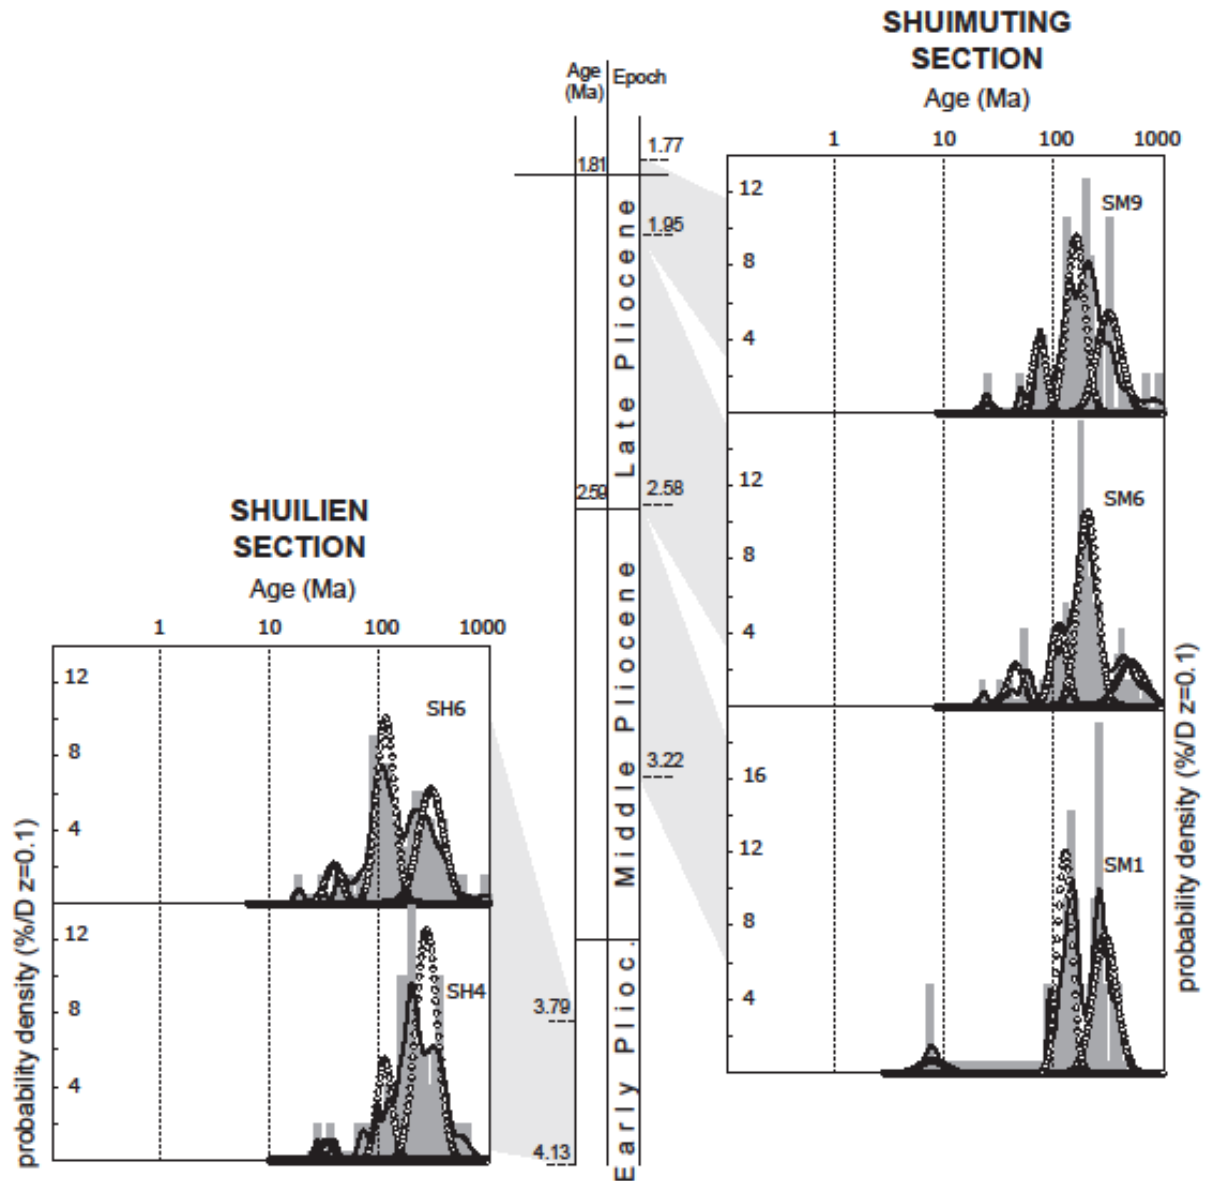 SHUIMUTING
SECTION
Age (Ma)
1 10 100 1000
12
8
4
SM9
12
8
4
SM6
16
12
8
4
SM1
probability density (%/D z=0.1)
Age
(Ma)
Epoch
1.81
2.59
3.79
4.13
1.77
1.95
2.58
3.22
Late Pliocene
Middle Pliocene
Early Plioc.
SHUILIEN
SECTION
Age (Ma)
1 10 100 1000
12
8
4
SH6
12
8
4
SH4
probability density (%/D z=0.1)